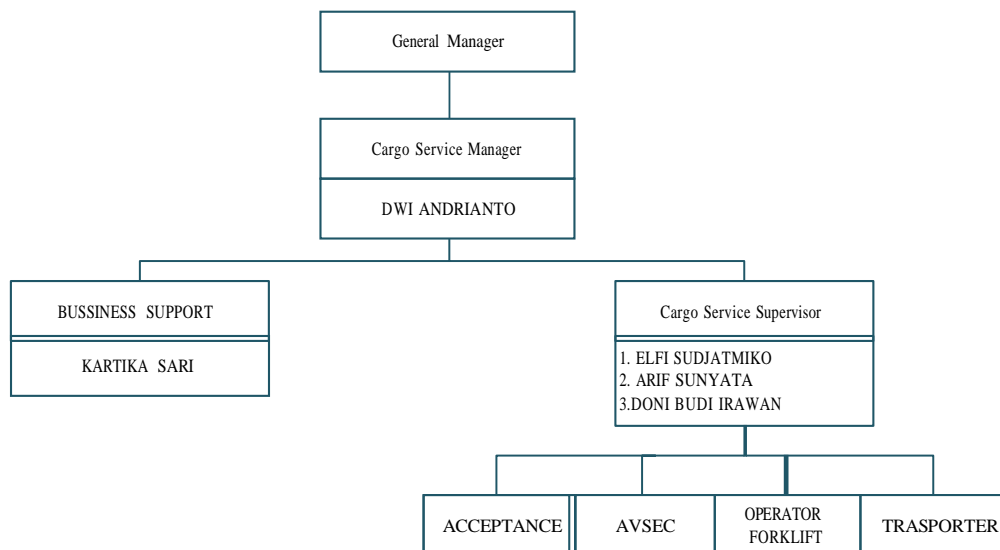 General Manager
Cargo Service Manager
DWI ANDRIANTO
BUSSINESS SUPPORT
KARTIKA SARI
Cargo Service Supervisor
1. ELFI SUDJATMIKO
2. ARIF SUNYATA
3.DONI BUDI IRAWAN
ACCEPTANCE
AVSEC
OPERATOR
FORKLIFT
TRASPORTER